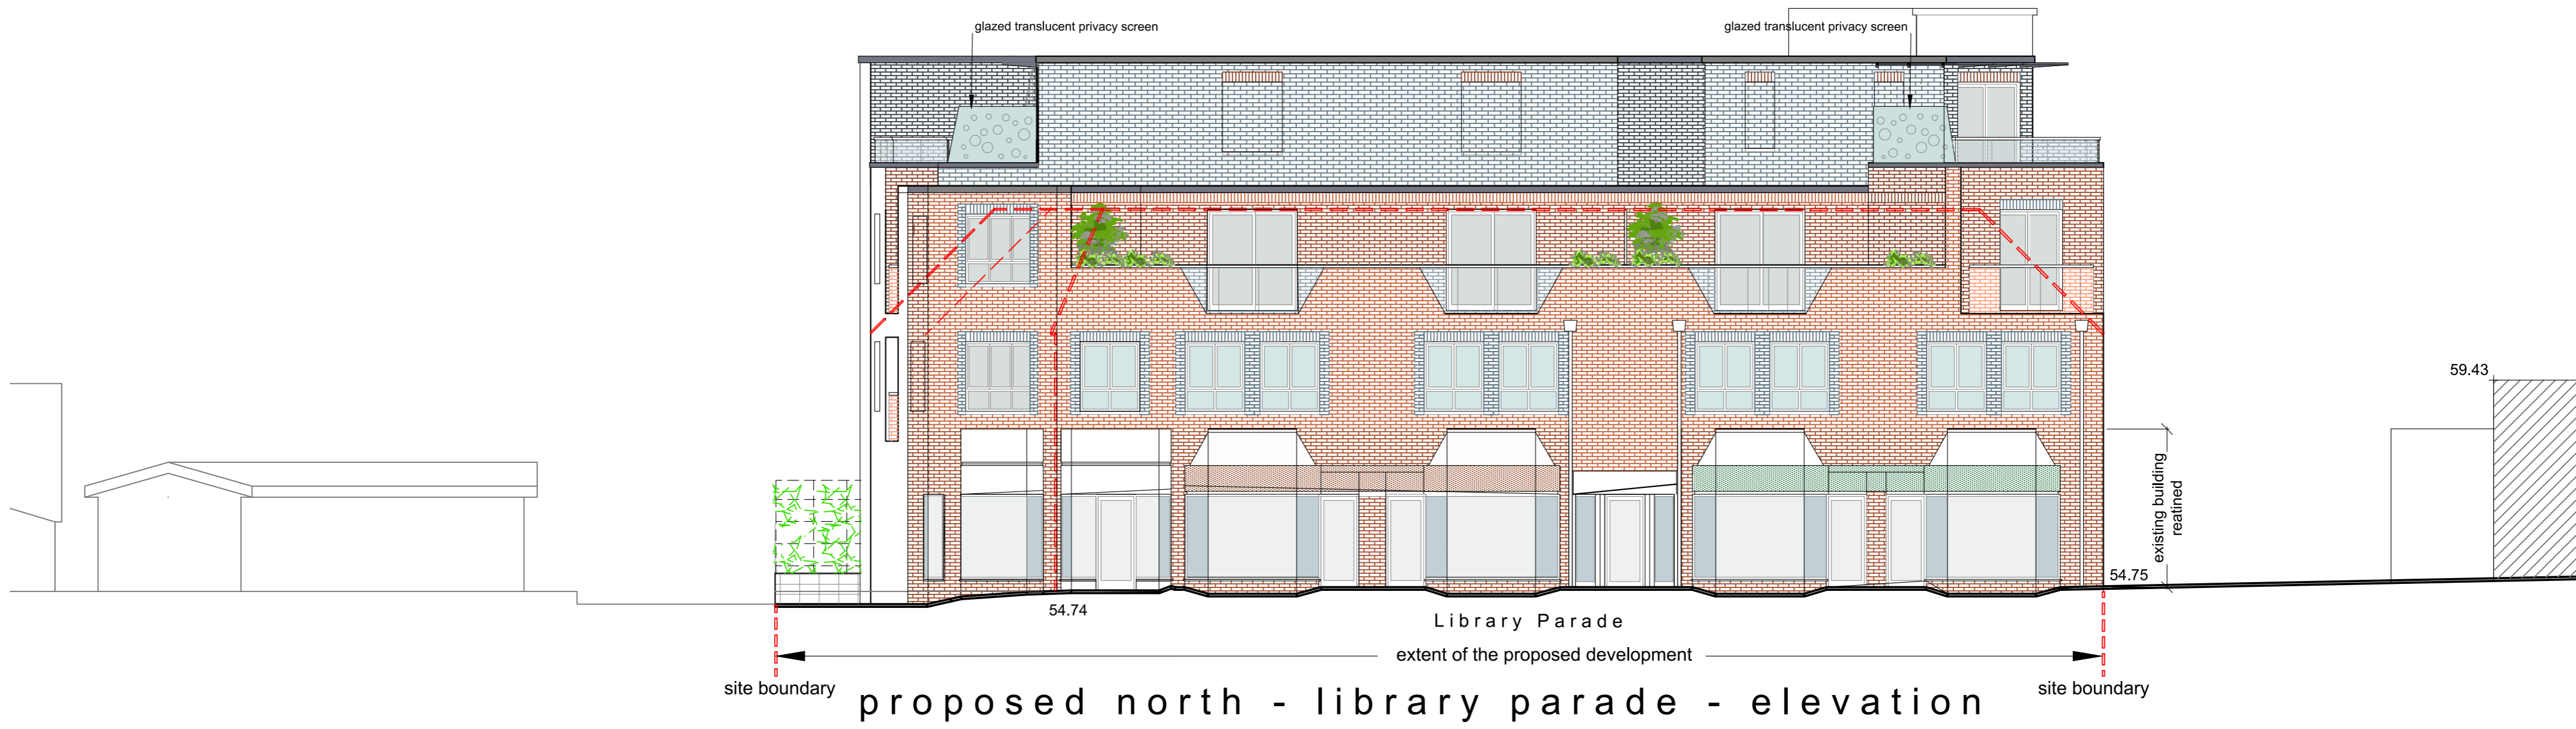 glazed translucent privacy screen
glazed translucent privacy screen
59.43
existing building
reatined
54.75
54.74
Library Parade
extent of the proposed development
site boundary
site boundary
proposed north - library parade - elevation